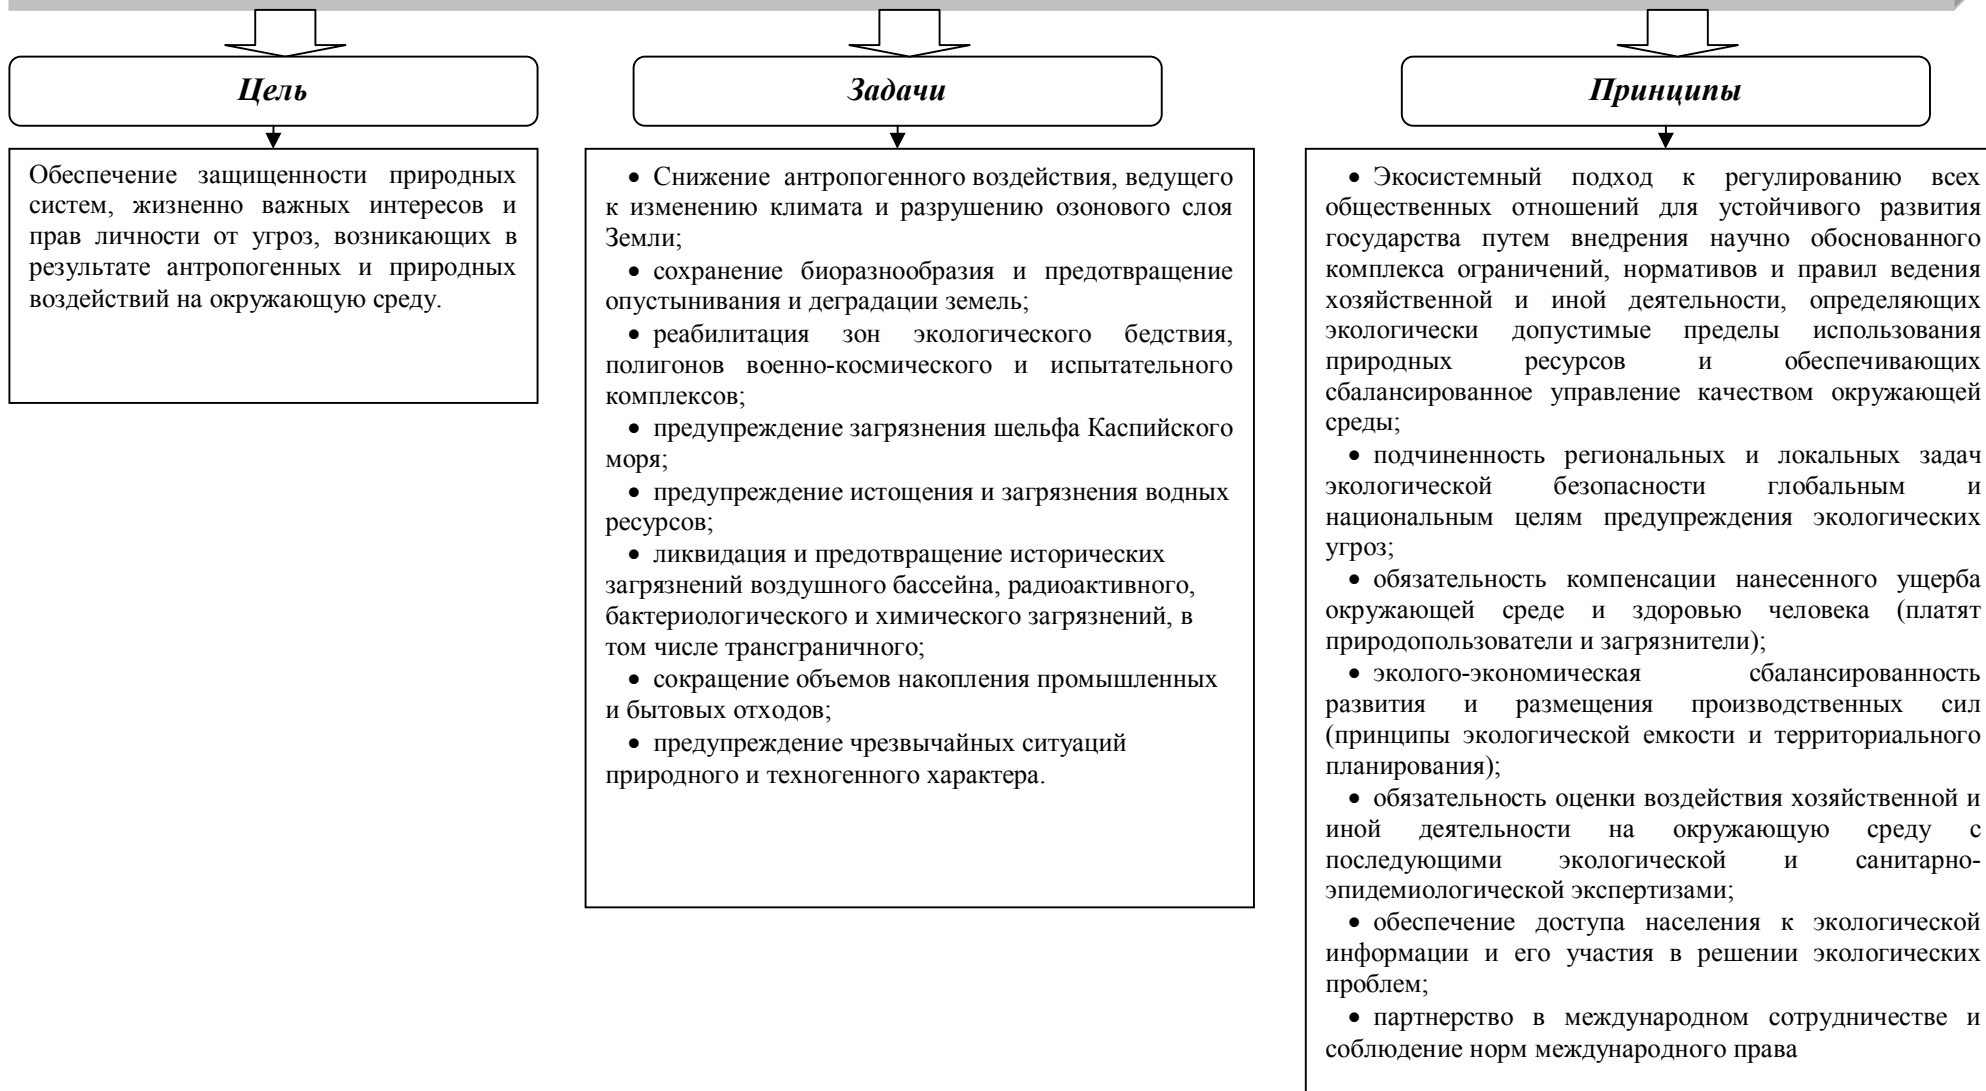 Цель
Обеспечение защищенности природных
систем, жизненно важных интересов и
прав личности от угроз, возникающих в
результате антропогенных и природных
воздействий на окружающую среду.
Задачи
• Снижение антропогенного воздействия, ведущего
к изменению климата и разрушению озонового слоя
Земли;
• сохранение биоразнообразия и предотвращение
опустынивания и деградации земель;
• реабилитация зон экологического бедствия,
полигонов военно-космического и испытательного
комплексов;
• предупреждение загрязнения шельфа Каспийского
моря;
• предупреждение истощения и загрязнения водных
ресурсов;
• ликвидация и предотвращение исторических
загрязнений воздушного бассейна, радиоактивного,
бактериологического и химического загрязнений, в
том числе трансграничного;
• сокращение объемов накопления промышленных
и бытовых отходов;
• предупреждение чрезвычайных ситуаций
природного и техногенного характера.
Принципы
• Экосистемный подход к регулированию всех
общественных отношений для устойчивого развития
государства путем внедрения научно обоснованного
комплекса ограничений, нормативов и правил ведения
хозяйственной и иной деятельности, определяющих
экологически допустимые пределы использования
природных ресурсов и обеспечивающих
сбалансированное управление качеством окружающей
среды;
• подчиненность региональных и локальных задач
экологической безопасности глобальным и
национальным целям предупреждения экологических
угроз;
• обязательность компенсации нанесенного ущерба
окружающей среде и здоровью человека (платят
природопользователи и загрязнители);
• эколого-экономическая сбалансированность
развития и размещения производственных сил
(принципы экологической емкости и территориального
планирования);
• обязательность оценки воздействия хозяйственной и
иной деятельности на окружающую среду с
последующими экологической и санитарно-
эпидемиологической экспертизами;
• обеспечение доступа населения к экологической
информации и его участия в решении экологических
проблем;
• партнерство в международном сотрудничестве и
соблюдение норм международного права